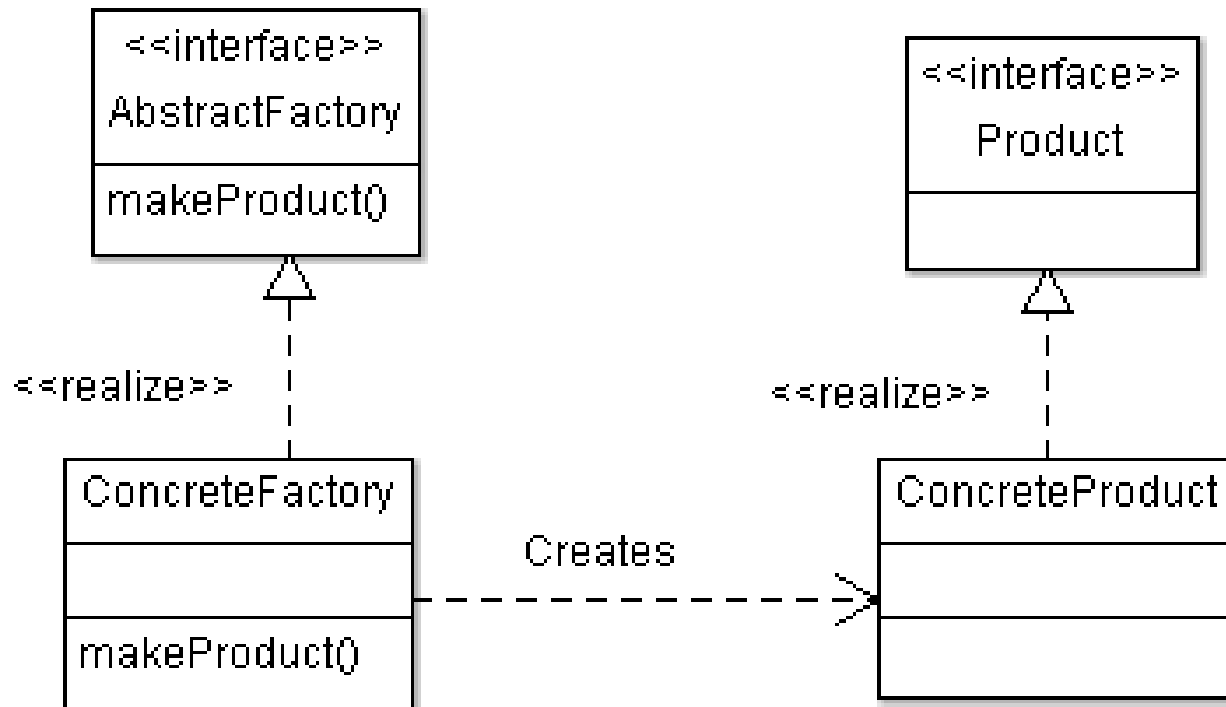 <<interface>>
AbstractFactory
makeProduct()
<<interface>>
Product
<<realize>>
<<realize>>
ConcreteFactory
makeProduct()
Creates
ConcreteProduct